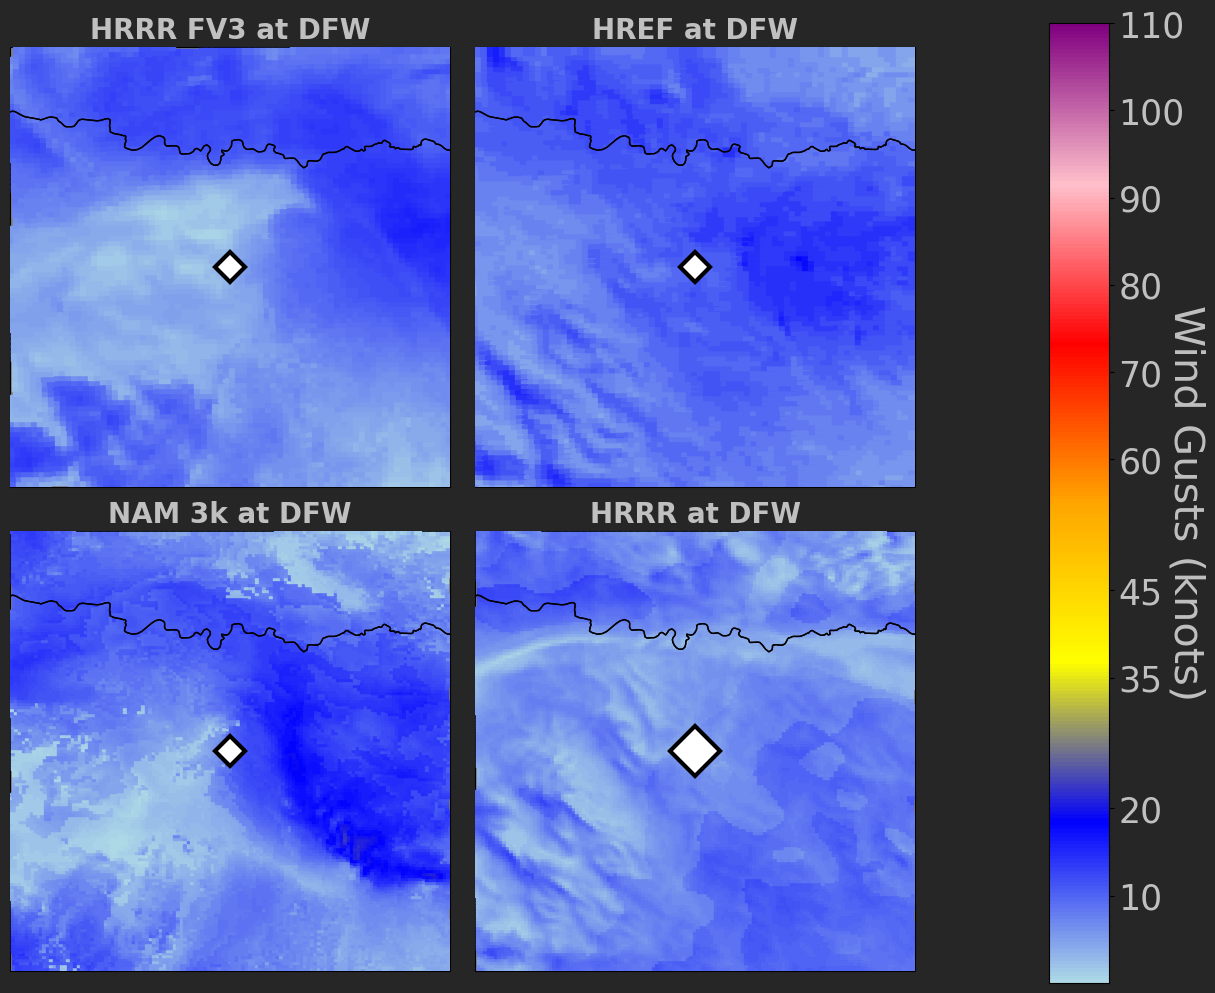 HRRR FV3 at DFW
HREF at DFW
NAM 3k at DFW
HRRR at DFW
110
100
90
80
70
60
45
35
20
10
Wind Gusts (knots)